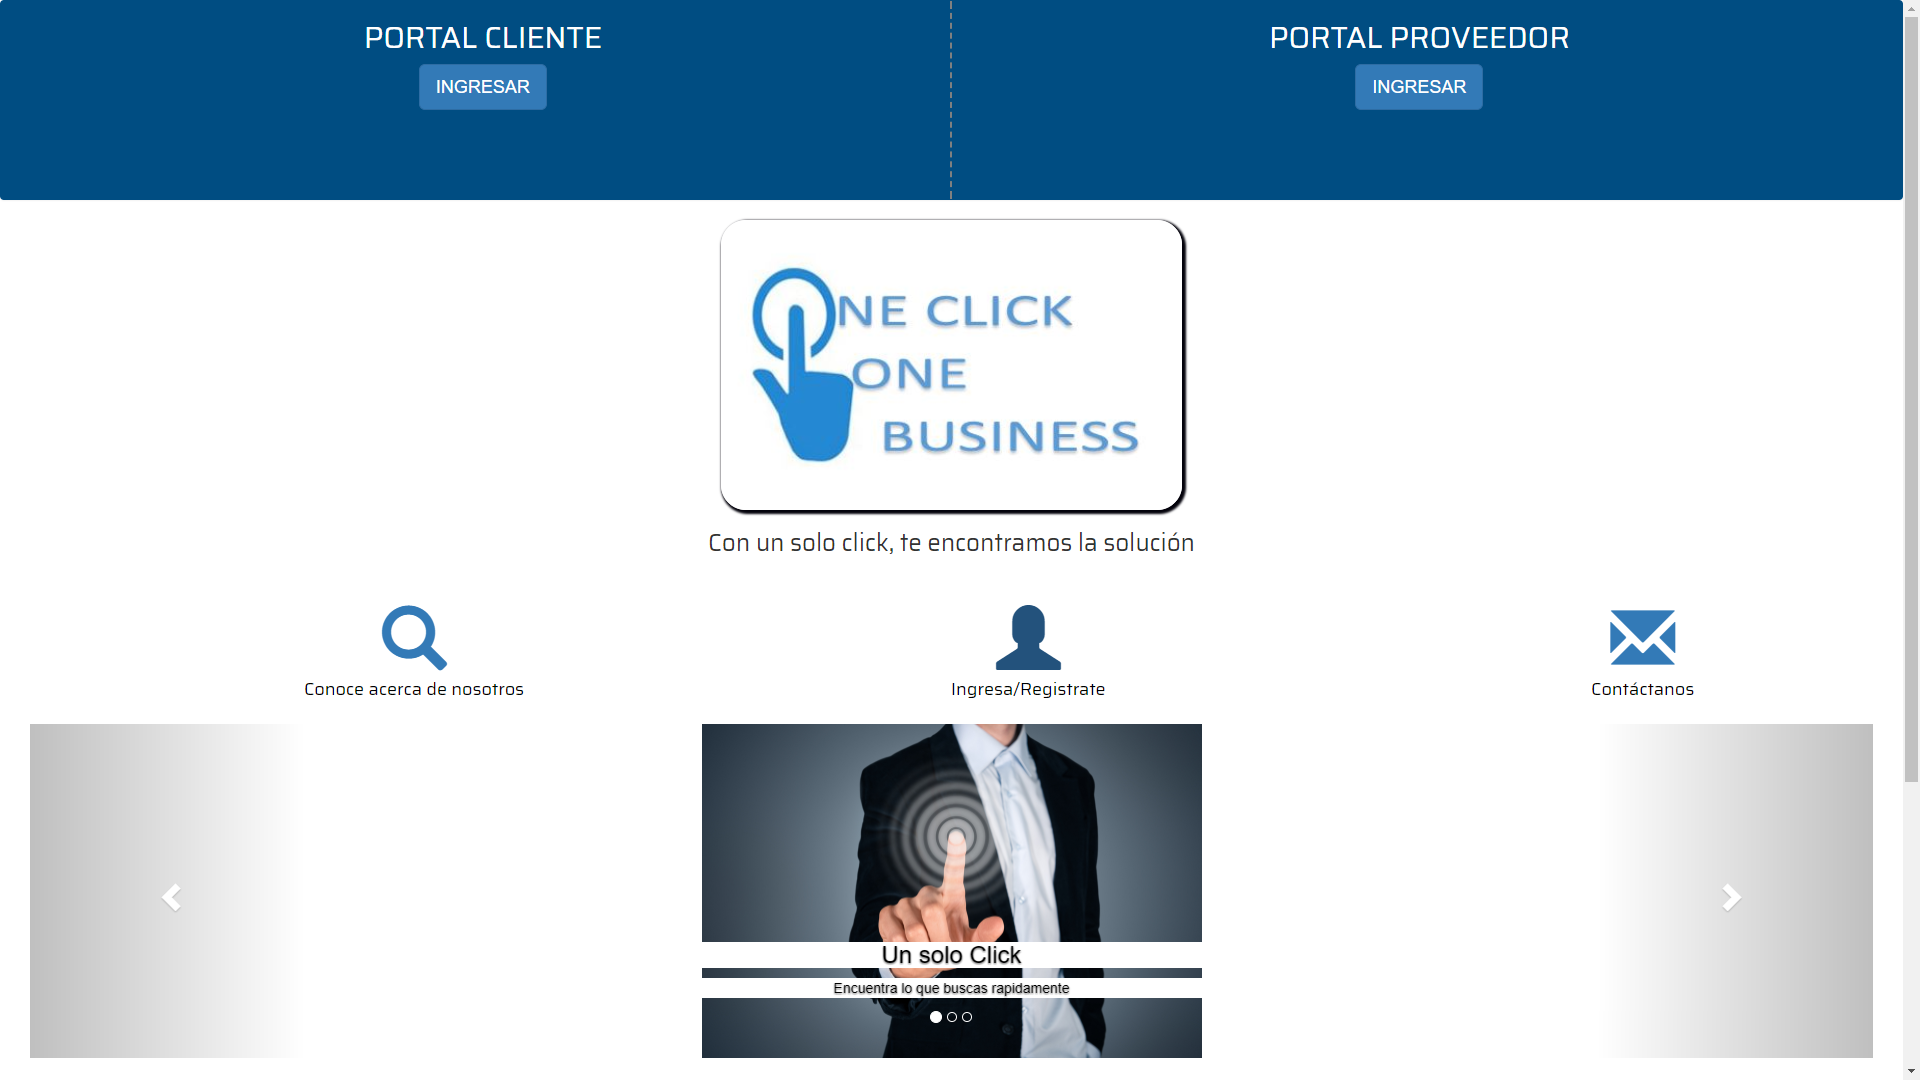 PORTAL CLIENTE
INGRESAR
PORTAL PROVEEDOR
INGRESAR
ONE CLICK
ONE
BUSINESS
Con un solo click, te encontramos la solución
Conoce acerca de nosotros
Ingresa/Registrate
Contáctanos
Un solo Click
Encuentra lo que buscas rapidamente